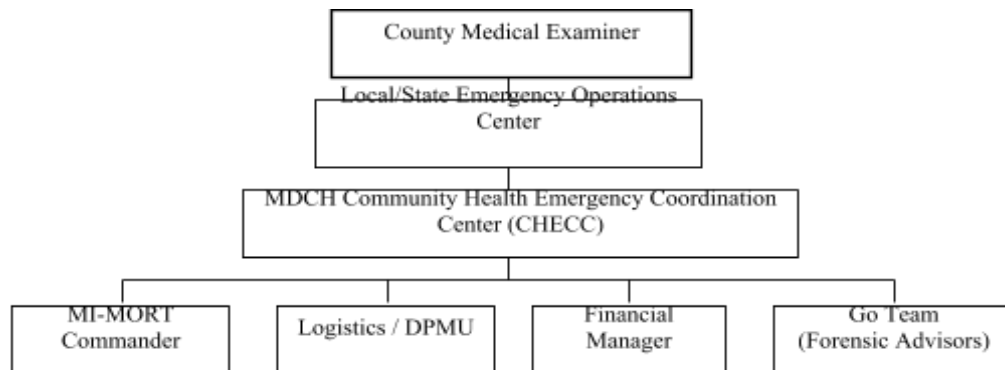 County Medical Examiner
Local/State Emergency Operations
Center
MDCH Community Health Emergency Coordination
Center (CHECC)
MI-MORT
Commander
Logistics / DPMU
Financial
Manager
Go Team
(Forensic Advisors)